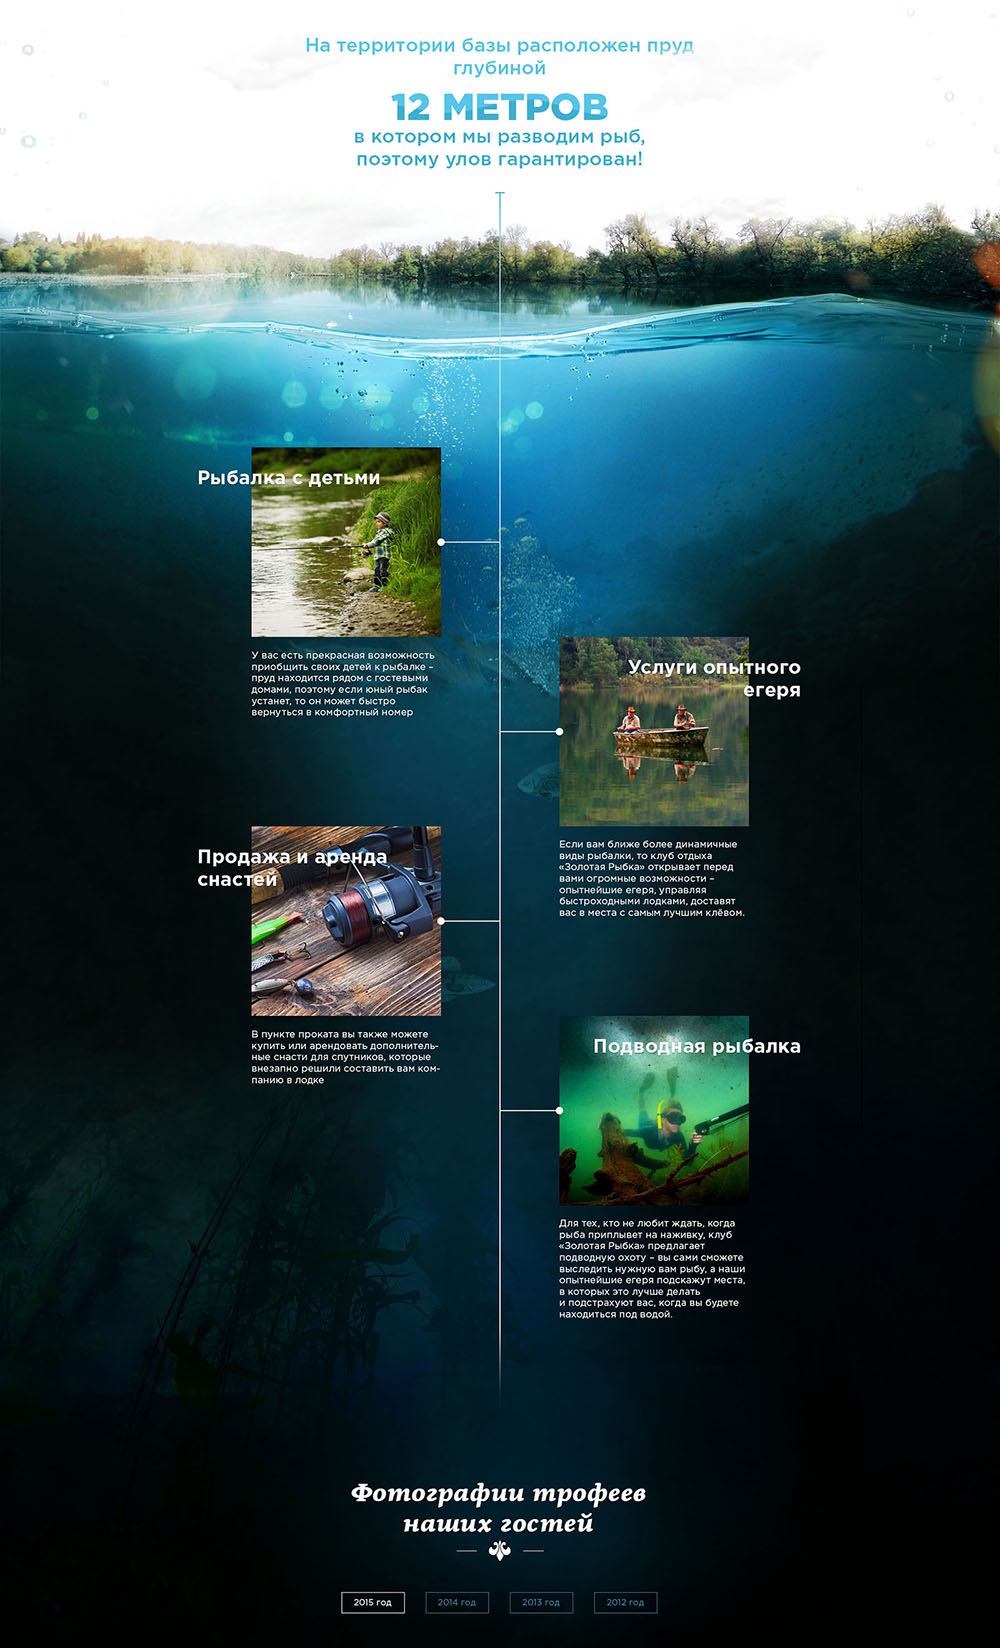 На территории базы расположен пруд
глубиной
12 МЕТРОВ
в котором мы разводим рыб,
поэтому улов гарантирован!
Рыбалка с детьми
У вас есть прекрасная возможность
приобщить своих детей к рыбалке –
пруд находится рядом с гостевыми
домами, поэтому если юный рыбак
устанет, то он может быстро
вернуться в комфортный номер
Услуги опытного
егеря
Если вам ближе более динамичные
виды рыбалки, то клуб отдыха
«Золотая Рыбка» открывает перед
вами огромные возможности –
опытнейшие егеря, управляя
быстроходными лодками, доставят
вас в места с самым лучшим клёвом.
Продажа и аренда
снастей
В пункте проката вы также можете
купить или арендовать дополнитель-
ные снасти для спутников, которые
внезапно решили составить вам ком-
панию в лодке
Подводная рыбалка
Для тех, кто не любит ждать, когда
рыба приплывет на наживку, клуб
«Золотая Рыбка» предлагает
подводную охоту – вы сами сможете
выследить нужную вам рыбу, а наши
опытнейшие егеря подскажут места,
в которых это лучше делать
и подстрахуют вас, когда вы будете
находиться под водой.
Фотографии трофеев
наших гостей
2015 год 2014 год 2013 год 2012 год